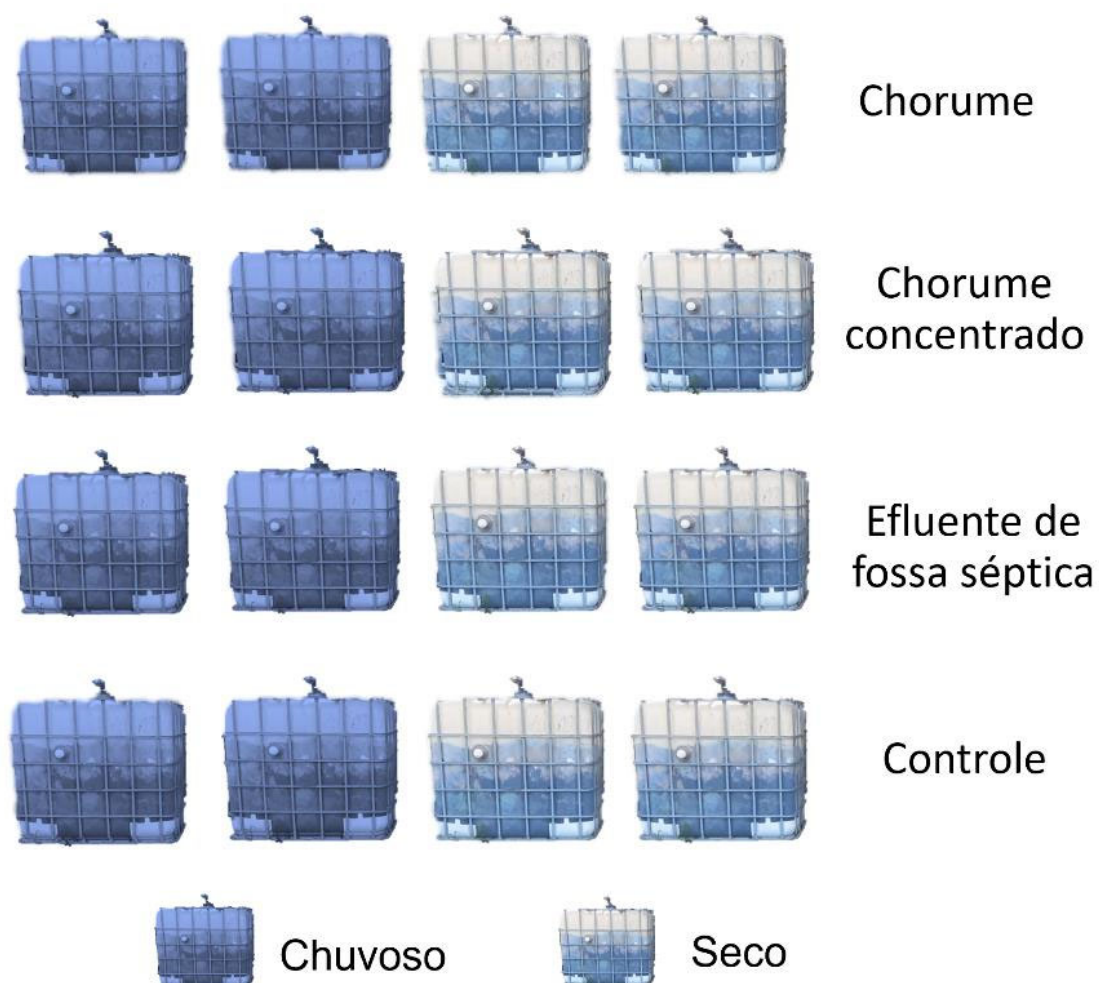 Chorume
Chorume
concentrado
Efluente de
fossa séptica
Controle
Chuvoso
Seco